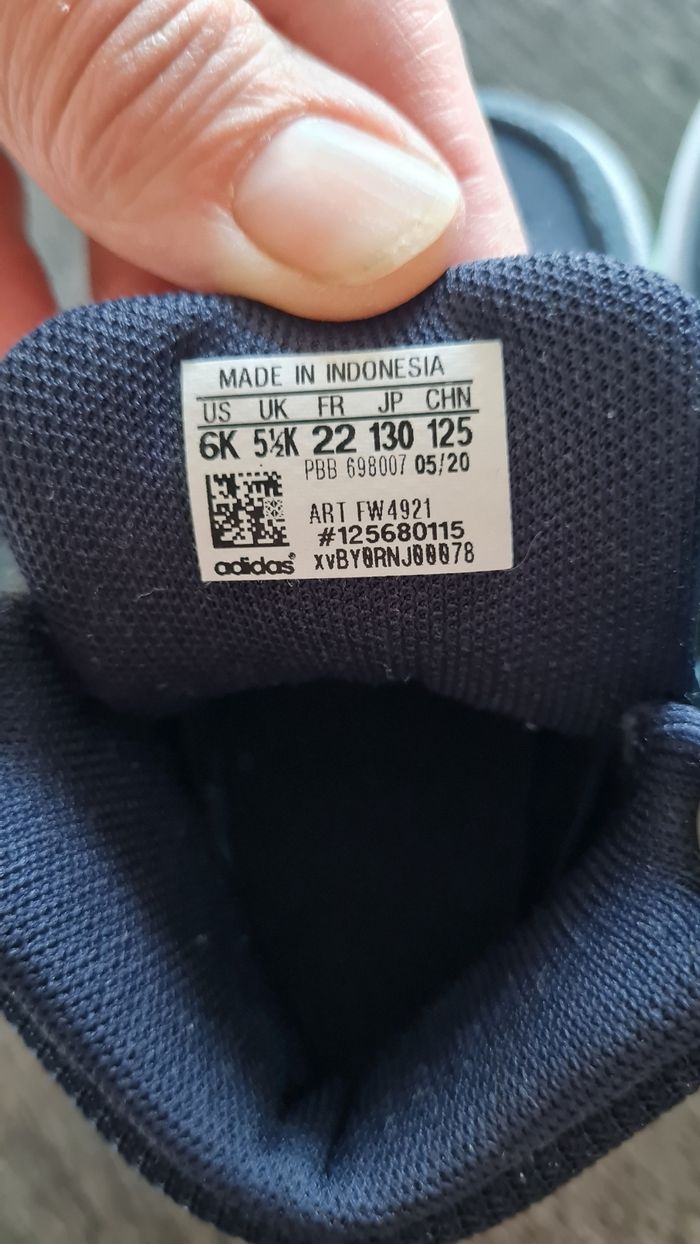 MADE IN INDONESIA
US UK FR JP CHN
6K 5½K 22 130 125
PBB 698007 05/20
ART FW4921
#125680115
adidas® xvBY0RNJ00078